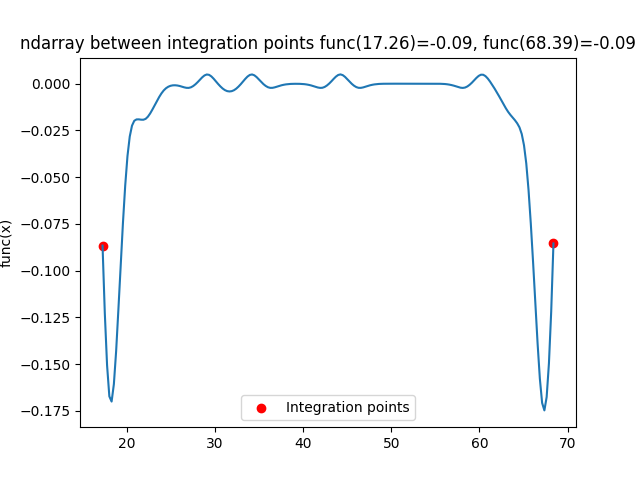 ndarray between integration points func(17.26)=-0.09, func(68.39)=-0.09
0.000
−0.025
−0.050
−0.075
−0.100
−0.125
−0.150
−0.175
func(x)
Integration points
20 30 40 50 60 70